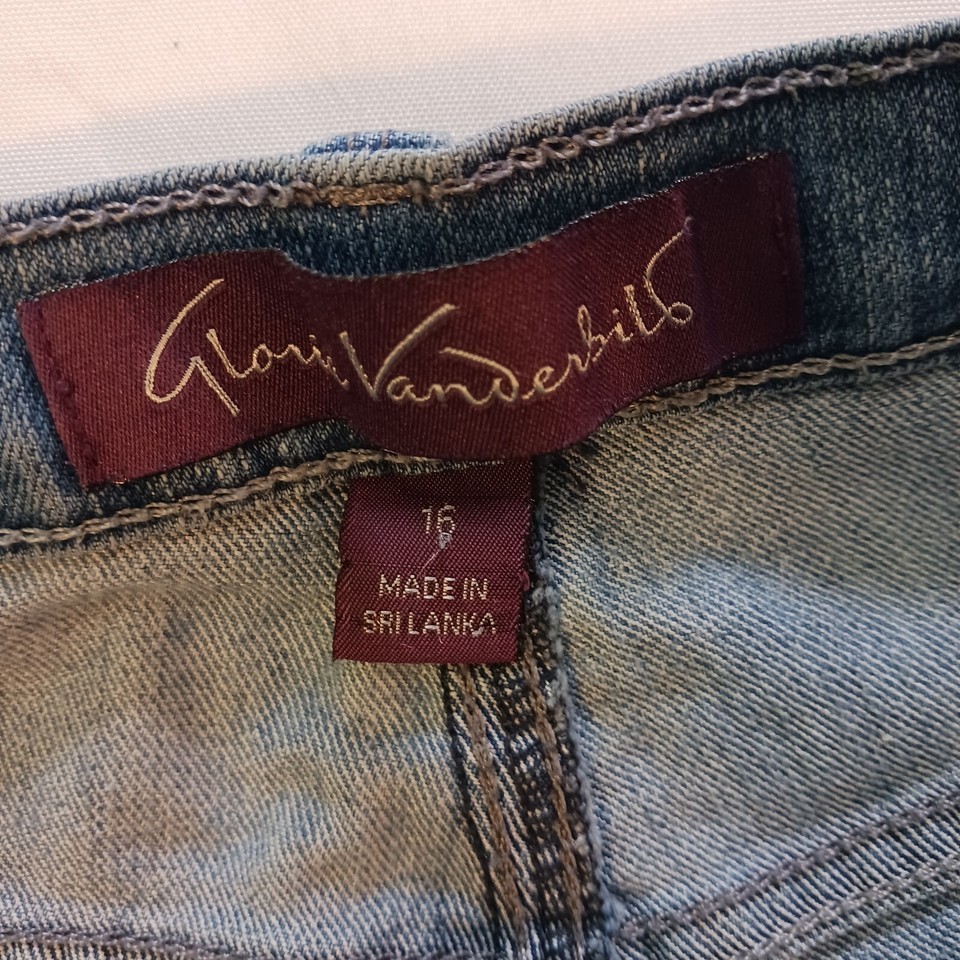 Gloria Vanderbilt
16
MADE IN
SRI LANKA